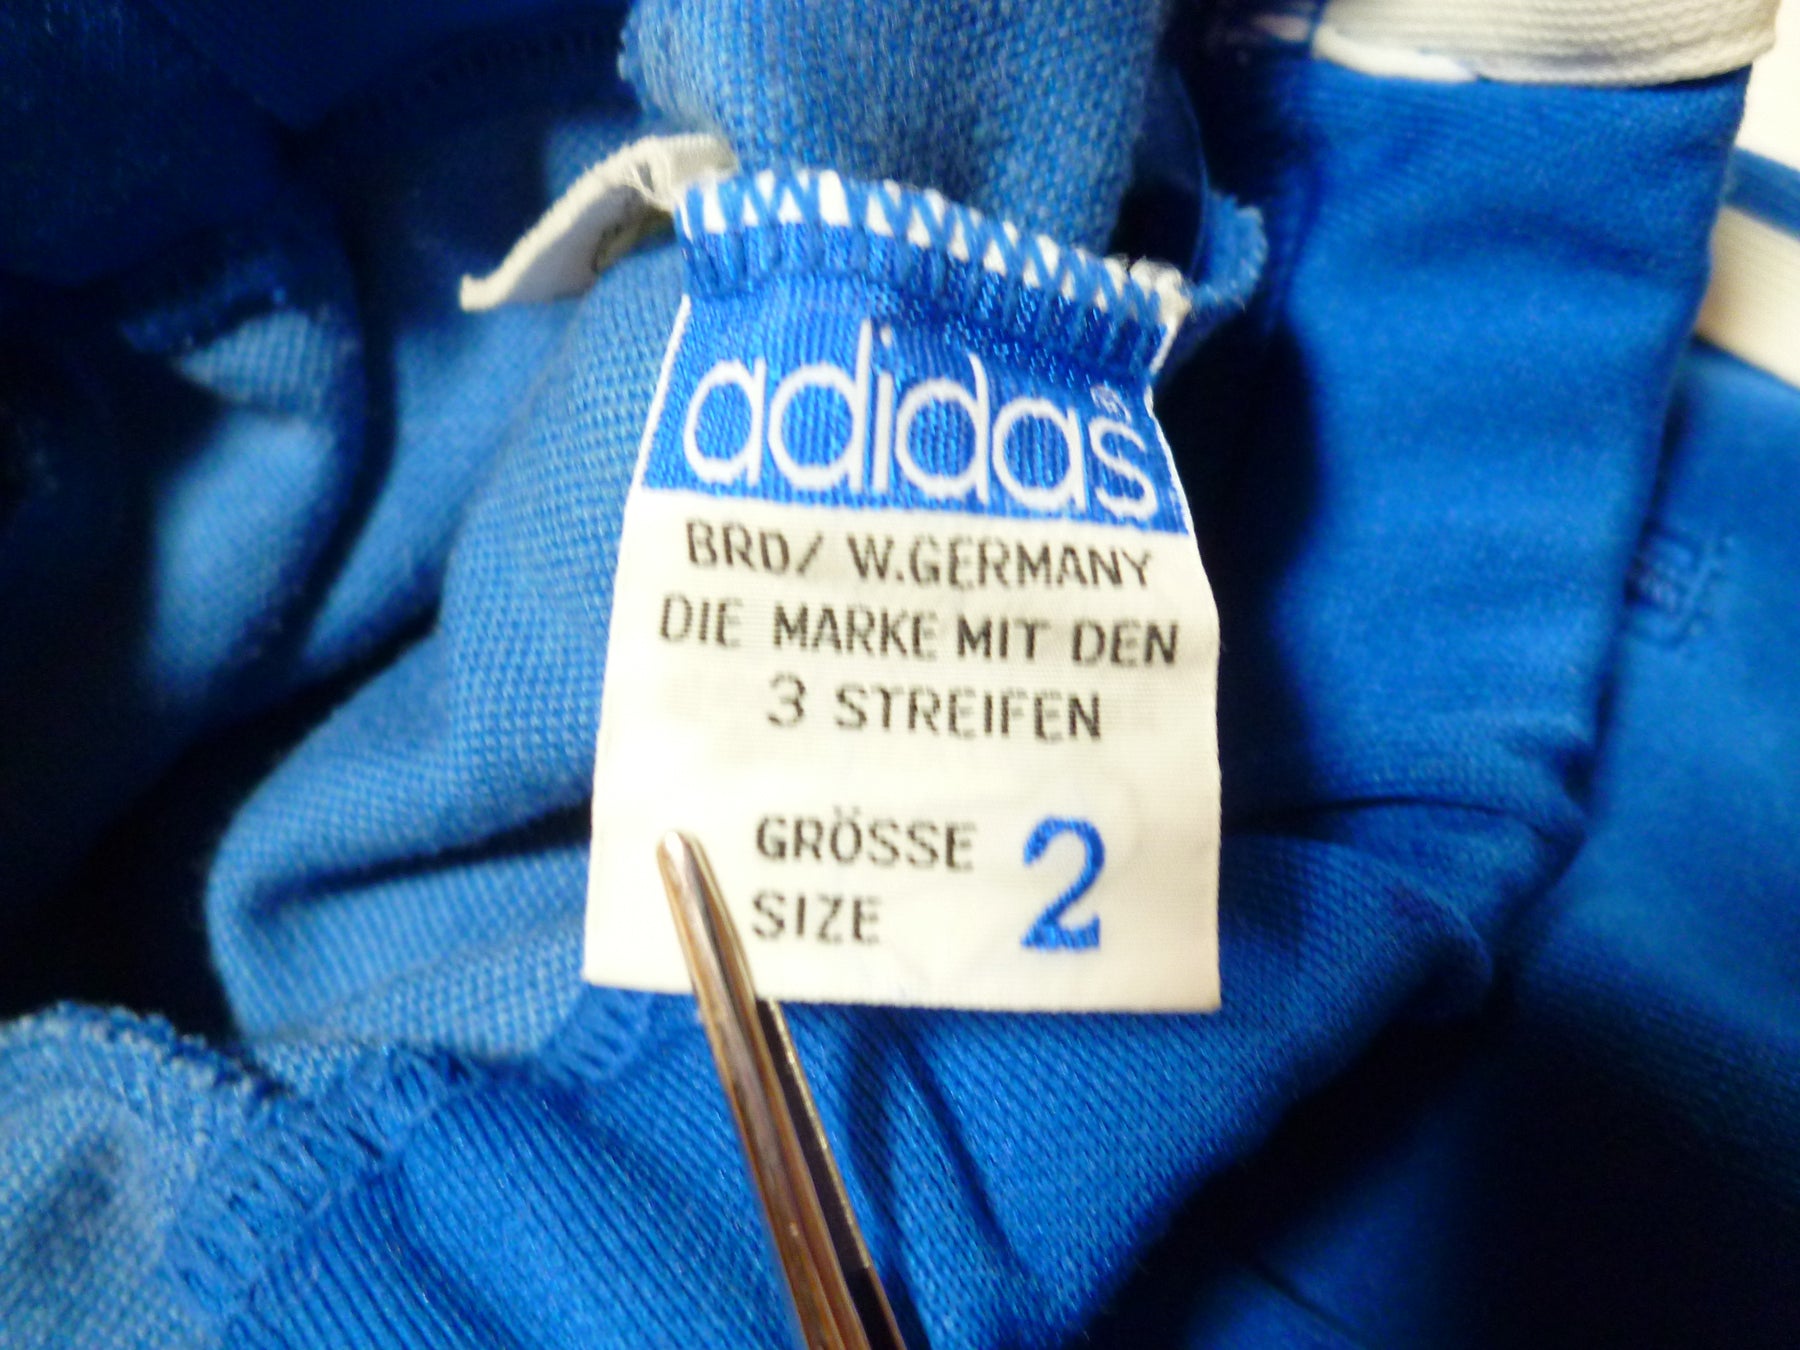 adidas®
BRD/ W.GERMANY
DIE MARKE MIT DEN
3 STREIFEN
GRÖSSE 2
SIZE